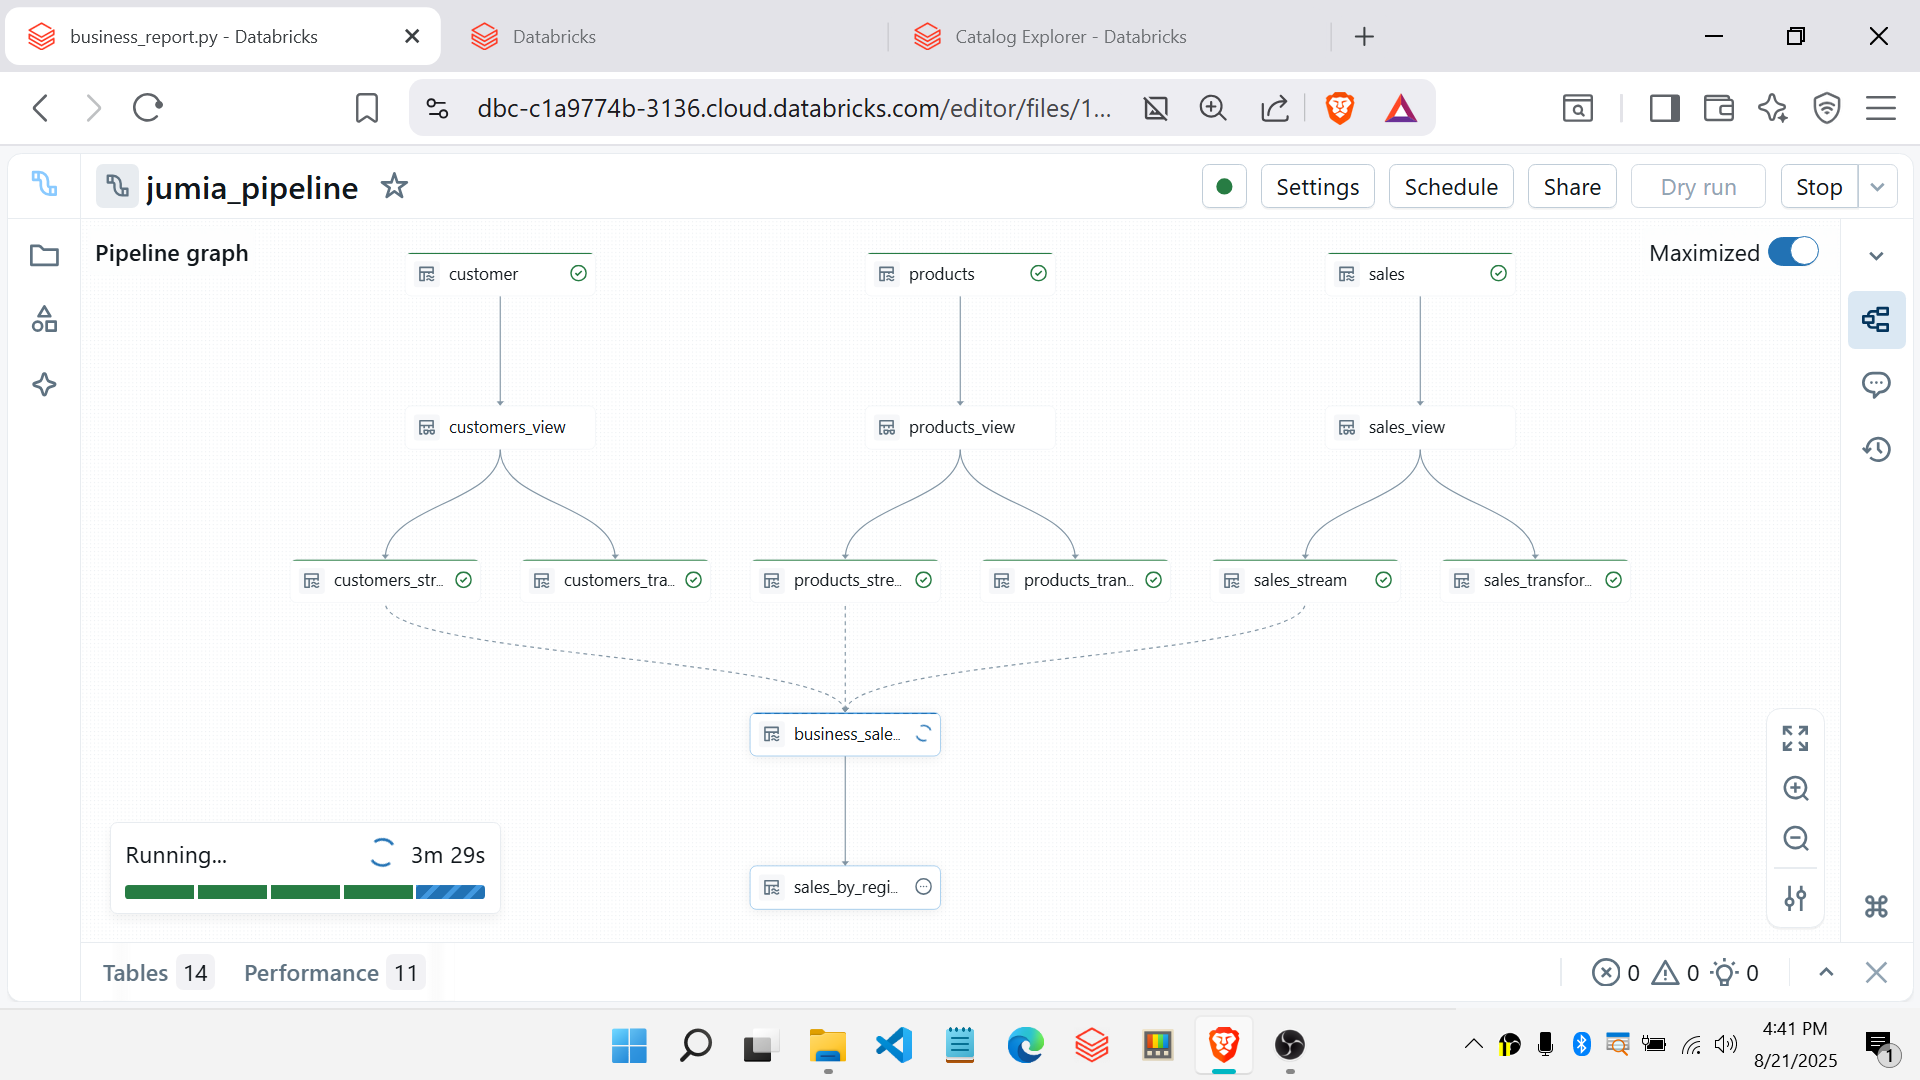 business_report.py - Databricks
Databricks
Catalog Explorer - Databricks
dbc-c1a9774b-3136.cloud.databricks.com/editor/files/1...
jumia_pipeline
Settings
Schedule
Share
Dry run
Stop
Pipeline graph
Maximized
customer
products
sales
customers_view
products_view
sales_view
customers_str...
customers_tra...
products_stre...
products_tran...
sales_stream
sales_transfor...
business_sale...
sales_by_regi...
Running...
3m 29s
Tables 14
Performance 11
0
0
0
4:41 PM
8/21/2025
1